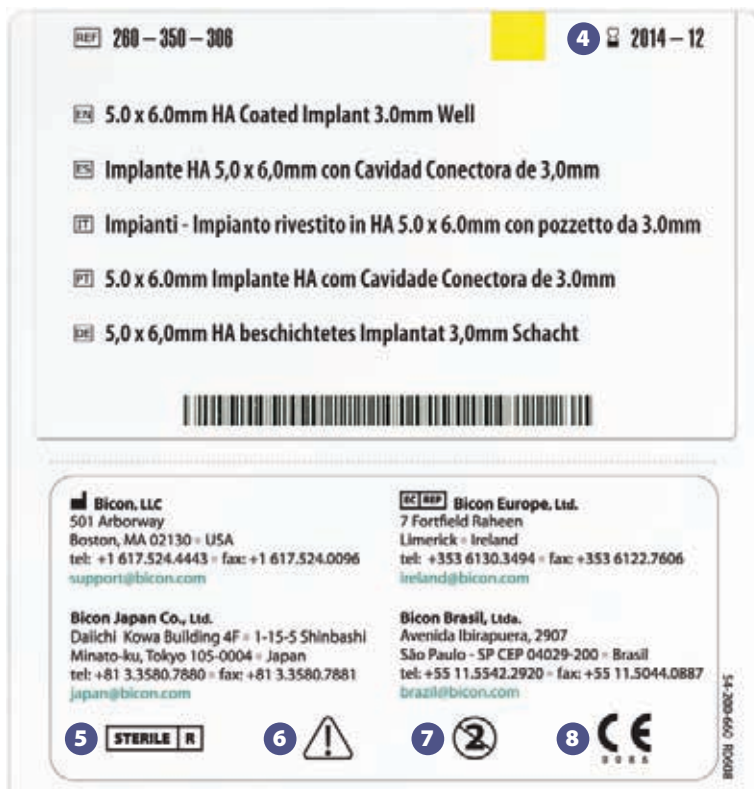 REF 260 – 350 – 306
4 2014 – 12
EN 5.0 x 6.0mm HA Coated Implant 3.0mm Well
ES Implante HA 5,0 x 6,0mm con Cavidad Conectora de 3,0mm
IT Impianti - Impianto rivestito in HA 5.0 x 6.0mm con pozzetto da 3.0mm
PT 5.0 x 6.0mm Implante HA com Cavidade Conectora de 3.0mm
DE 5,0 x 6,0mm HA beschichtetes Implantat 3,0mm Schacht
Bicon, LLC
501 Arborway
Boston, MA 02130 • USA
tel: +1 617.524.4443 • fax: +1 617.524.0096
support@bicon.com
EC REP Bicon Europe, Ltd.
7 Fortfield Raheen
Limerick • Ireland
tel: +353 6130.3494 • fax: +353 6122.7606
ireland@bicon.com
Bicon Japan Co., Ltd.
Daiichi Kowa Building 4F • 1-15-5 Shinbashi
Minato-ku, Tokyo 105-0004 • Japan
tel: +81 3.3580.7880 • fax: +81 3.3580.7881
japan@bicon.com
Bicon Brasil, Ltda.
Avenida Ibirapuera, 2907
São Paulo - SP CEP 04029-200 • Brasil
tel: +55 11.5542.2920 • fax: +55 11.5044.0887
brazil@bicon.com
5 STERILE R
6
7 2
8 CE
54-200-660 R0608